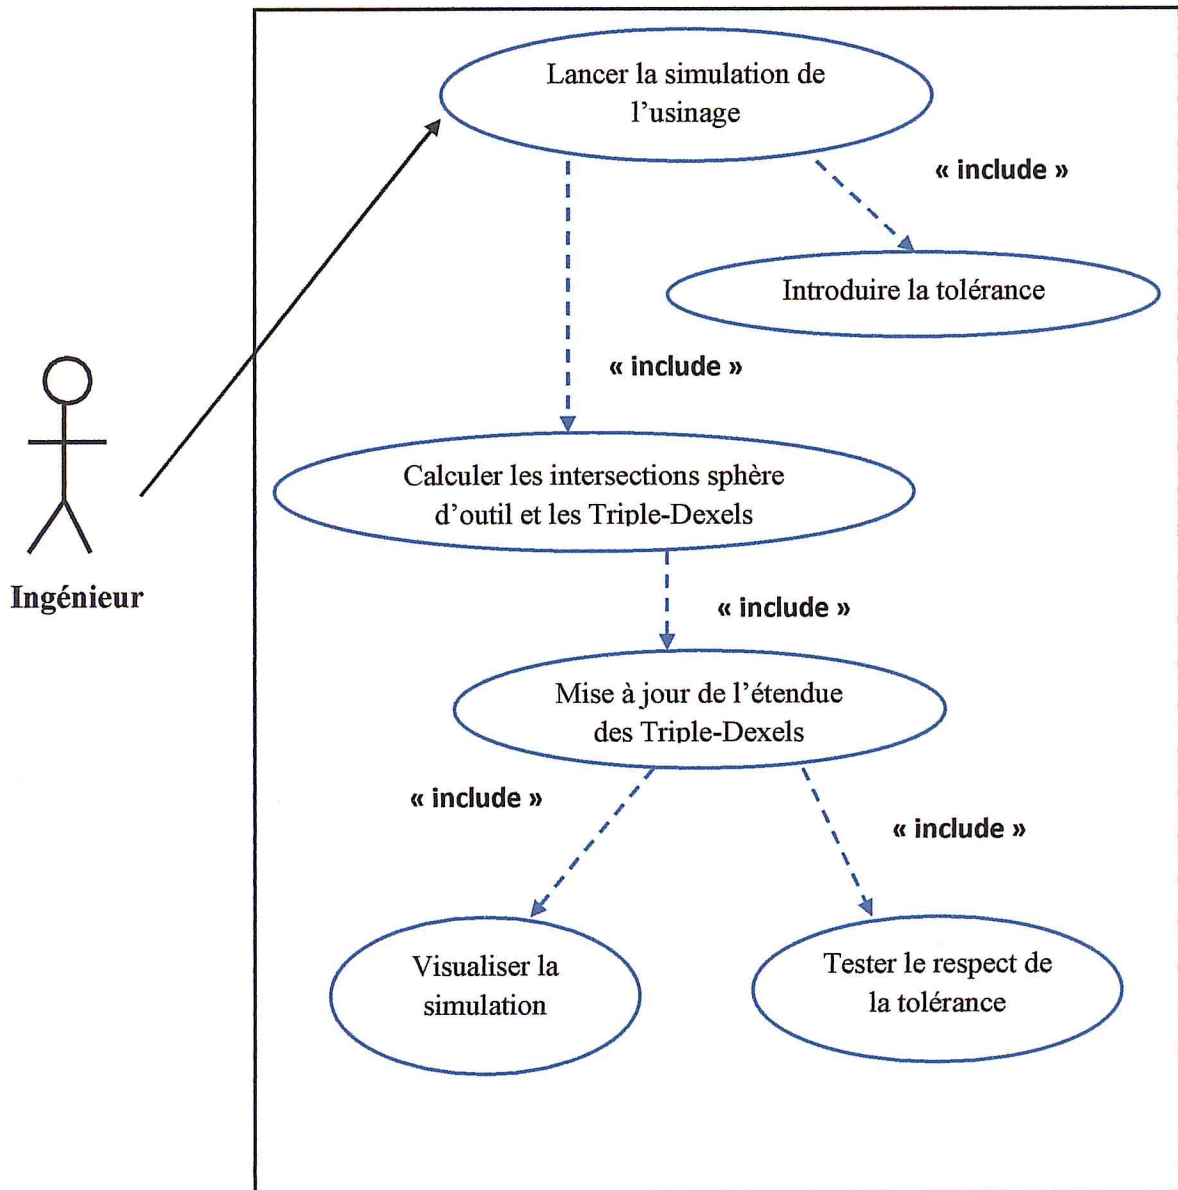 Lancer la simulation de
l’usinage
« include »
Introduire la tolérance
« include »
Calculer les intersections sphère
d’outil et les Triple-Dexels
Ingénieur
« include »
Mise à jour de l’étendue
des Triple-Dexels
« include »
« include »
Visualiser la
simulation
Tester le respect de
la tolérance